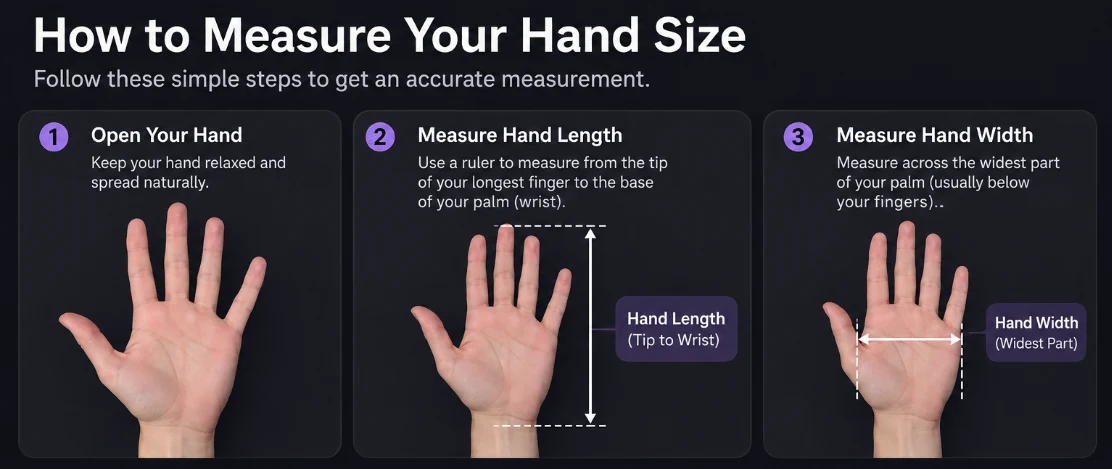 How to Measure Your Hand Size
Follow these simple steps to get an accurate measurement.
1
Open Your Hand
Keep your hand relaxed and
spread naturally.
2
Measure Hand Length
Use a ruler to measure from the tip
of your longest finger to the base
of your palm (wrist).
Hand Length
(Tip to Wrist)
3
Measure Hand Width
Measure across the widest part
of your palm (usually below
your fingers)..
Hand Width
(Widest Part)